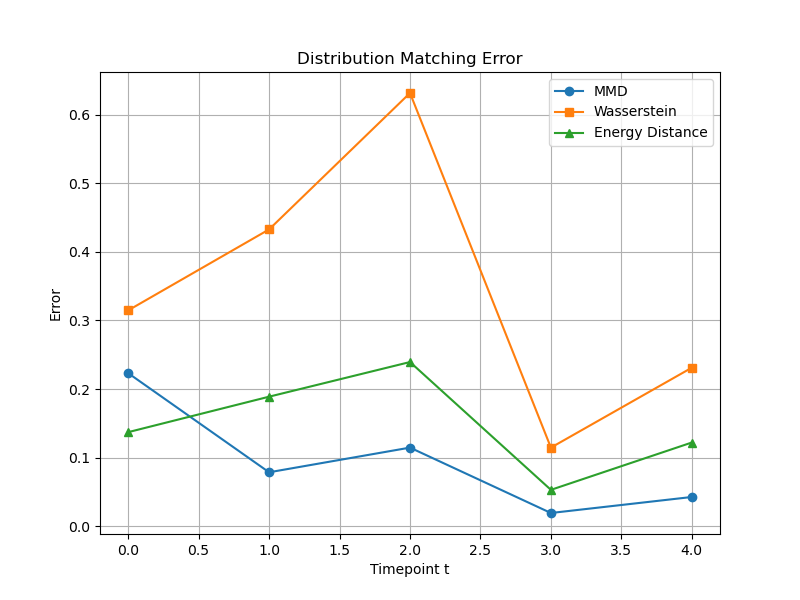 Distribution Matching Error
MMD
Wasserstein
Energy Distance
Error
0.6
0.5
0.4
0.3
0.2
0.1
0.0
0.0 0.5 1.0 1.5 2.0 2.5 3.0 3.5 4.0
Timepoint t